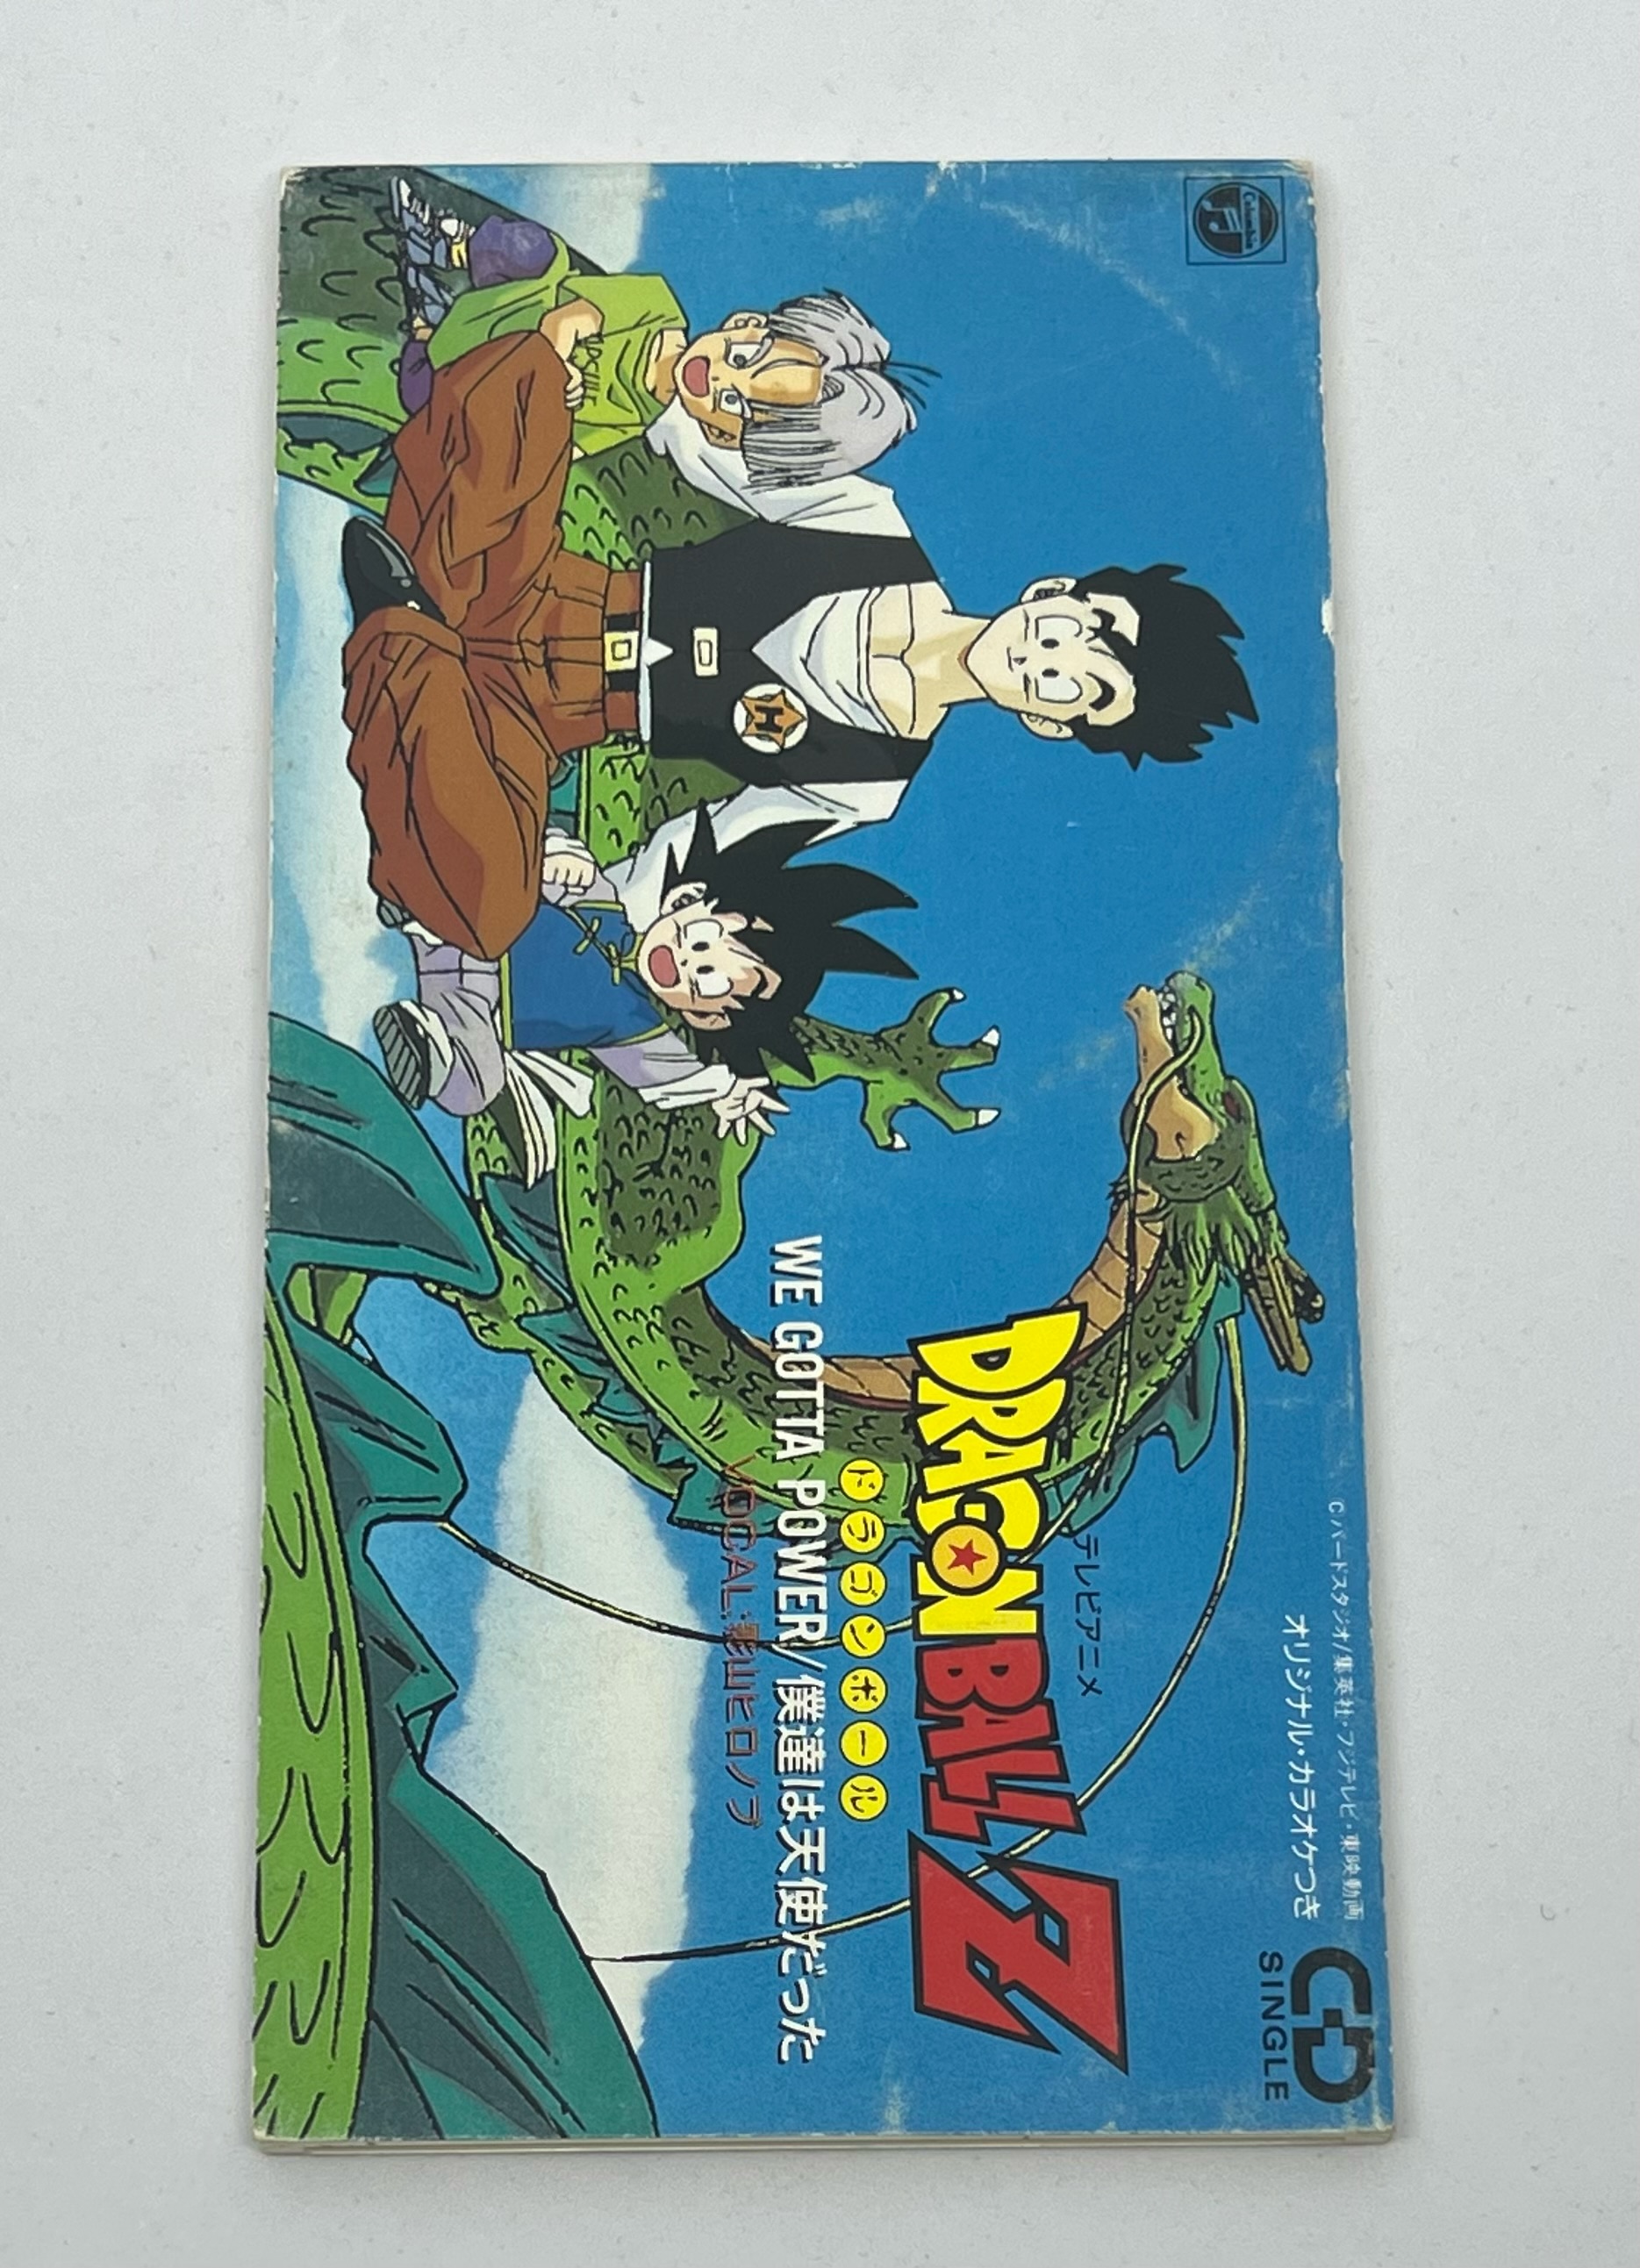 Columbia
CD
SINGLE
©バードスタジオ/集英社・フジテレビ・東映動画
オリジナル・カラオケつき
テレビアニメ
DRAGON BALL Z
ドラゴンボール
WE GOTTA POWER/僕達は天使だった
VOCAL:影山ヒロノブ
H